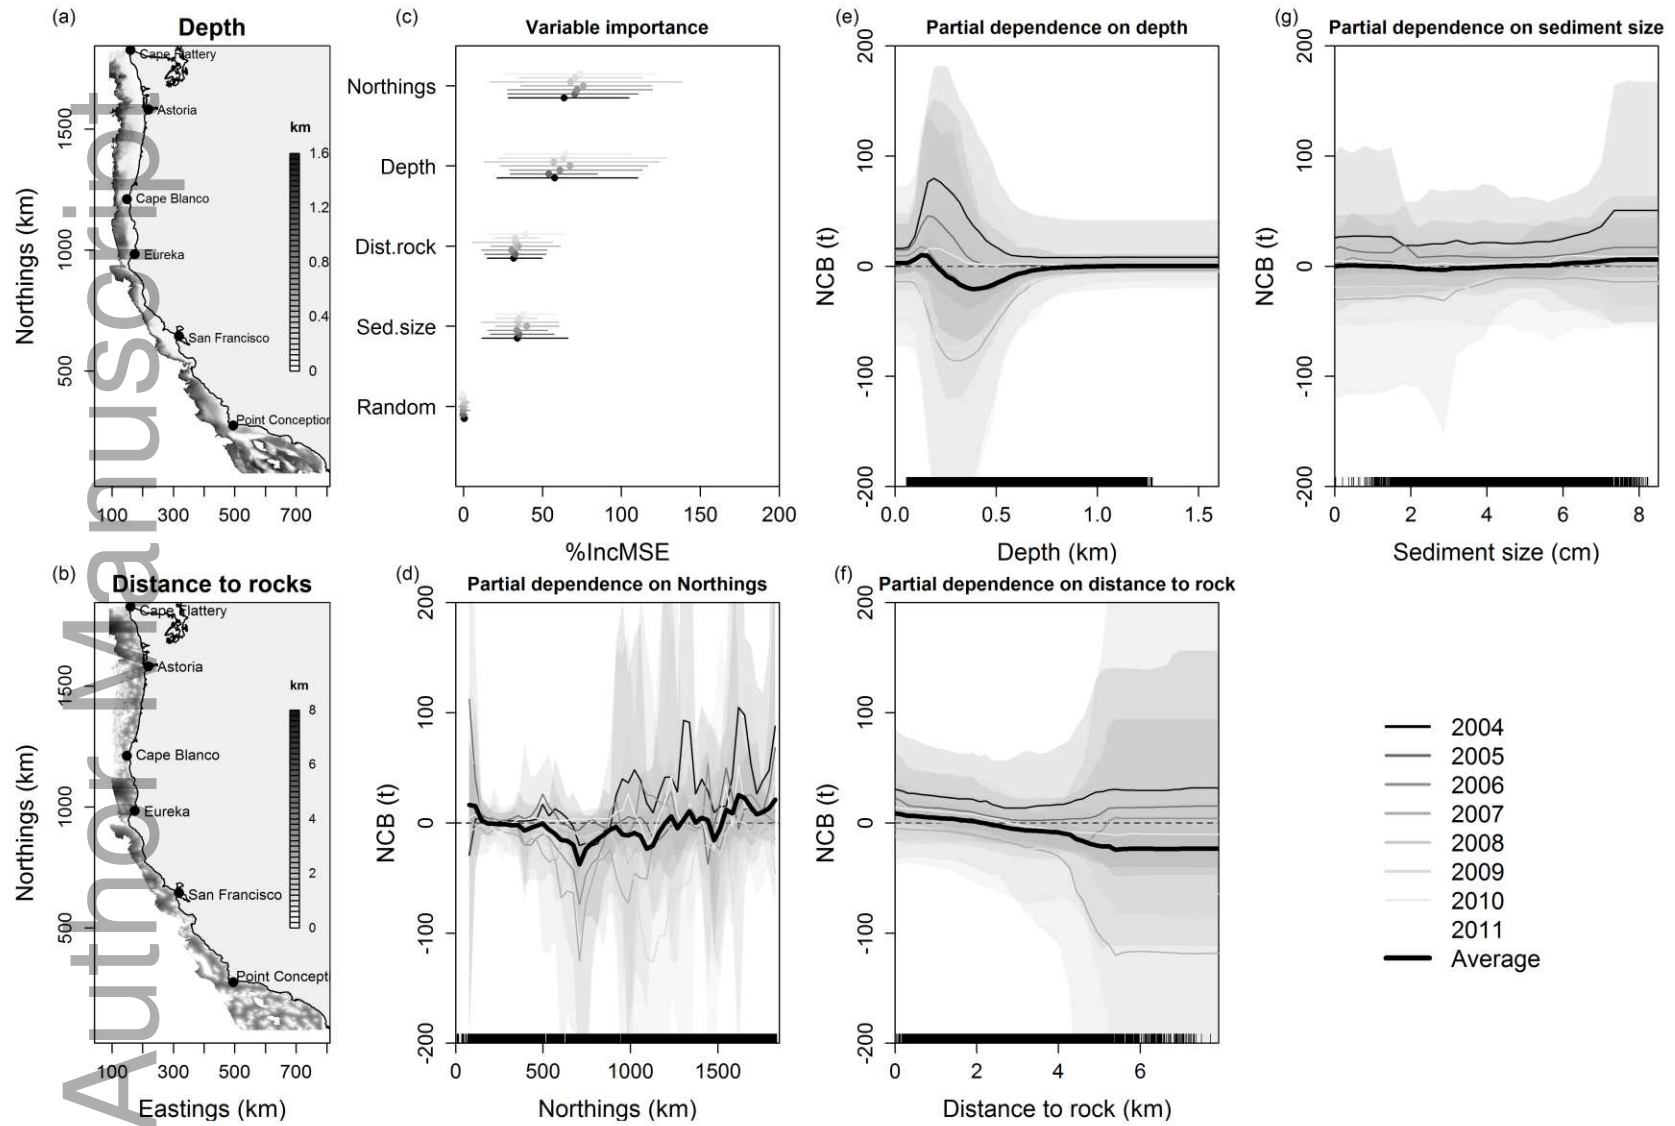 (a)
Depth
Cape Flattery
Astoria
Cape Blanco
Eureka
San Francisco
Point Conception
km
1.6
1.2
0.8
0.4
0
Northings (km)
1500
1000
500
100 300 500 700
(c)
Variable importance
Northings
Depth
Dist.rock
Sed.size
Random
0 50 100 150 200
%IncMSE
(e)
Partial dependence on depth
NCB (t)
200
100
0
-100
-200
0.0 0.5 1.0 1.5
Depth (km)
(g)
Partial dependence on sediment size
NCB (t)
200
100
0
-100
-200
0 2 4 6 8
Sediment size (cm)
(b)
Distance to rocks
Cape Flattery
Astoria
Cape Blanco
Eureka
San Francisco
Point Concept
km
8
6
4
2
0
Northings (km)
1500
1000
500
100 300 500 700
Eastings (km)
(d)
Partial dependence on Northings
NCB (t)
200
100
0
-100
-200
0 500 1000 1500
Northings (km)
(f)
Partial dependence on distance to rock
NCB (t)
200
100
0
-100
-200
0 2 4 6
Distance to rock (km)
2004
2005
2006
2007
2008
2009
2010
2011
Average
Author Manuscript